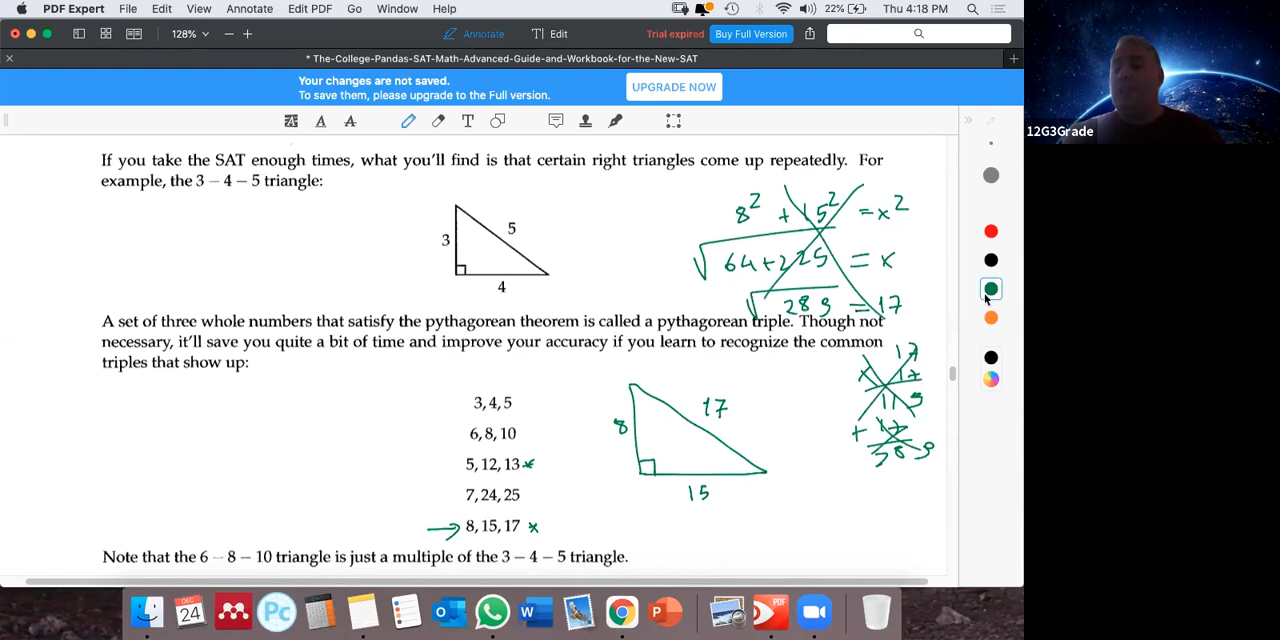 PDF Expert File Edit View Annotate Edit PDF Go Window Help 22% Thu 4:18 PM
128% Annotate Edit Trial expired Buy Full Version
* The-College-Pandas-SAT-Math-Advanced-Guide-and-Workbook-for-the-New-SAT
Your changes are not saved.
To save them, please upgrade to the Full version.
UPGRADE NOW
12G3Grade
If you take the SAT enough times, what you'll find is that certain right triangles come up repeatedly. For
example, the 3 – 4 – 5 triangle:
3
5
4
8² + 15² = x²
√64+225 = x
√289 = 17
A set of three whole numbers that satisfy the pythagorean theorem is called a pythagorean triple. Though not
necessary, it'll save you quite a bit of time and improve your accuracy if you learn to recognize the common
triples that show up:
17
x 17
119
+ 17
3, 4, 5
6, 8, 10
5, 12, 13 *
7, 24, 25
→ 8, 15, 17 *
8
17
15
Note that the 6 – 8 – 10 triangle is just a multiple of the 3 – 4 – 5 triangle.
DEC
24
Pc
W
P
PDF